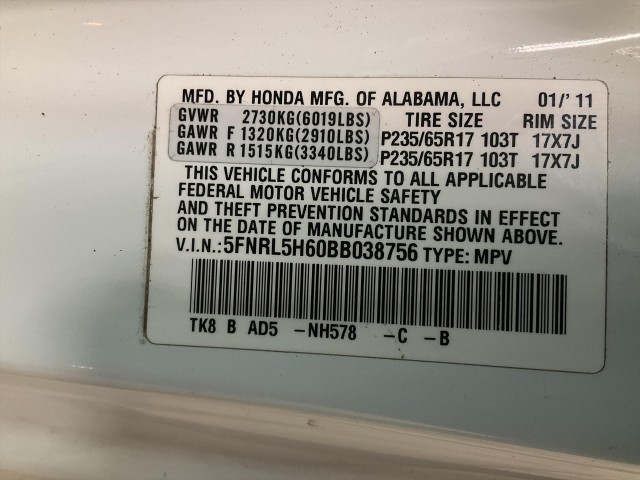 MFD. BY HONDA MFG. OF ALABAMA, LLC 01/'11
GVWR 2730KG(6019LBS) TIRE SIZE RIM SIZE
GAWR F 1320KG(2910LBS) P235/65R17 103T 17X7J
GAWR R 1515KG(3340LBS) P235/65R17 103T 17X7J
THIS VEHICLE CONFORMS TO ALL APPLICABLE
FEDERAL MOTOR VEHICLE SAFETY
AND THEFT PREVENTION STANDARDS IN EFFECT
ON THE DATE OF MANUFACTURE SHOWN ABOVE.
V.I.N.:5FNRL5H60BB038756 TYPE: MPV
TK8 B AD5 -NH578 -C -B